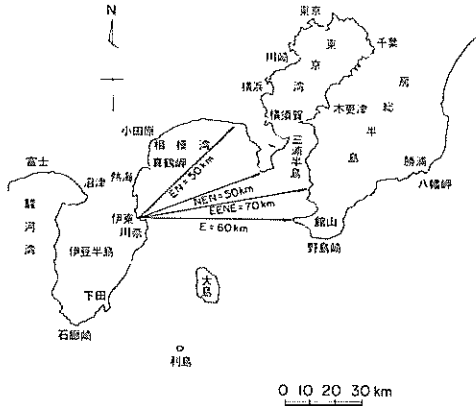 N
東京
東京湾
川崎
千葉
横浜
横須賀
木更津
房総半島
小田原
相模湾
真鶴岬
三浦半島
勝浦
八幡岬
富士
沼津
熱海
EN=50km
NEN=50km
EENE=70km
E=60km
駿河湾
伊東
川奈
館山
野島崎
伊豆半島
大島
下田
石廊崎
利島
0 10 20 30 km